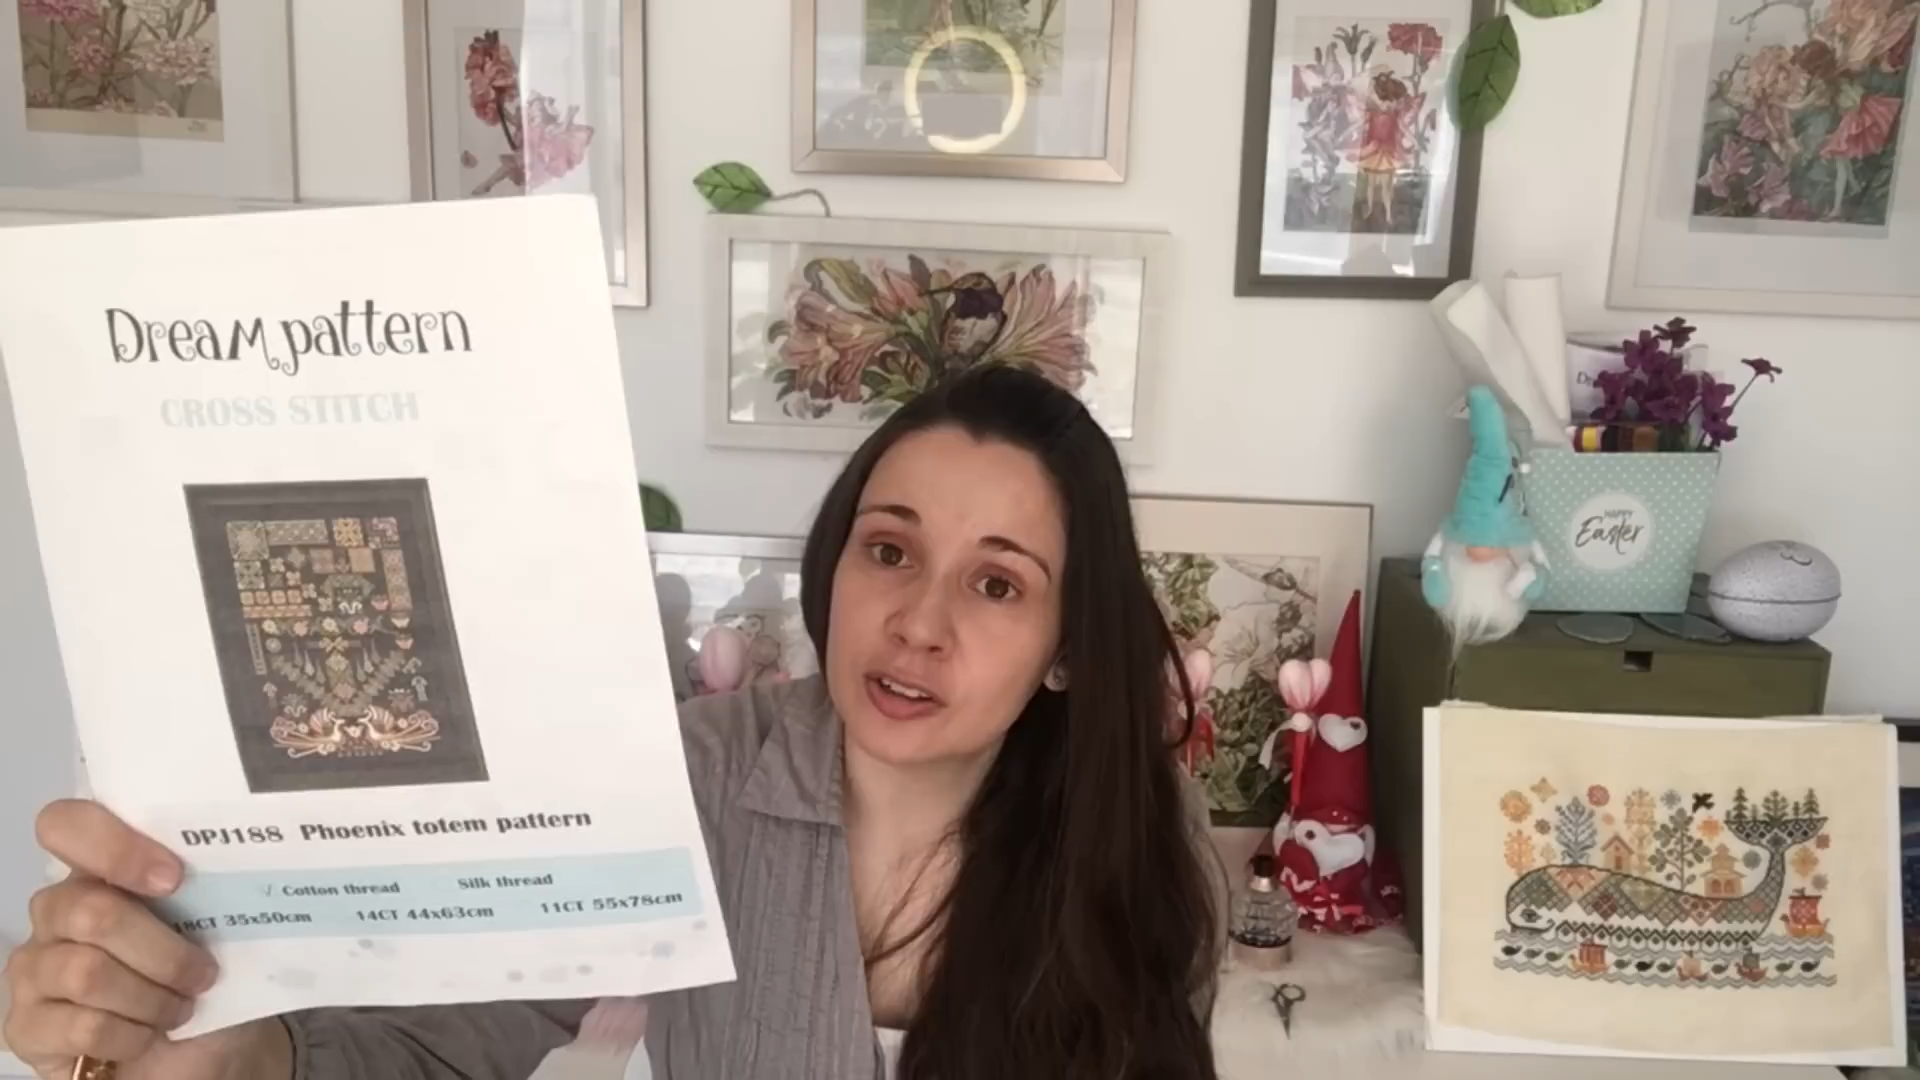 Dream pattern
CROSS STITCH
DPJ188 Phoenix totem pattern
√ Cotton thread Silk thread
18CT 35x50cm 14CT 44x63cm 11CT 55x78cm
HAPPY
Easter